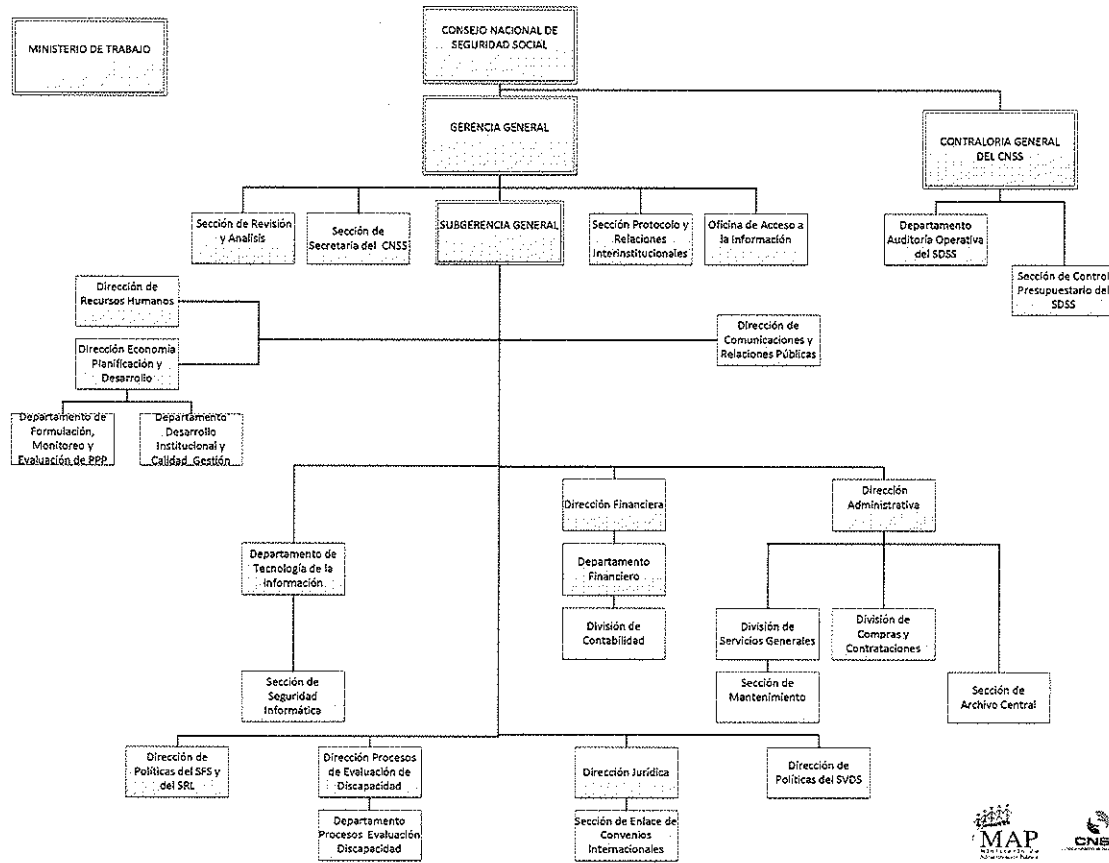 MINISTERIO DE TRABAJO
CONSEJO NACIONAL DE
SEGURIDAD SOCIAL
GERENCIA GENERAL
CONTRALORIA GENERAL
DEL CNSS
Sección de Revisión
y Analisis
Sección de
Secretaría del CNSS
SUBGERENCIA GENERAL
Sección Protocolo y
Relaciones
Interinstitucionales
Oficina de Acceso a
la Información
Departamento
Auditoría Operativa
del SDSS
Sección de Control
Presupuestario del
SDSS
Dirección de
Recursos Humanos
Dirección de
Comunicaciones y
Relaciones Públicas
Dirección Economía
Planificación y
Desarrollo
Departamento de
Formulación,
Monitoreo y
Evaluación de PPP
Departamento
Desarrollo
Institucional y
Calidad Gestión
Dirección Financiera
Dirección
Administrativa
Departamento de
Tecnología de la
Información
Departamento
Financiero
División de
Contabilidad
División de
Servicios Generales
División de
Compras y
Contrataciones
Sección de
Seguridad
Informática
Sección de
Mantenimiento
Sección de
Archivo Central
Dirección de
Políticas del SFS y
del SRL
Dirección Procesos
de Evaluación de
Discapacidad
Dirección Jurídica
Dirección de
Políticas del SVDS
Departamento
Procesos Evaluación
Discapacidad
Sección de Enlace de
Convenios
Internacionales
MAP
Ministerio de
Administración Pública